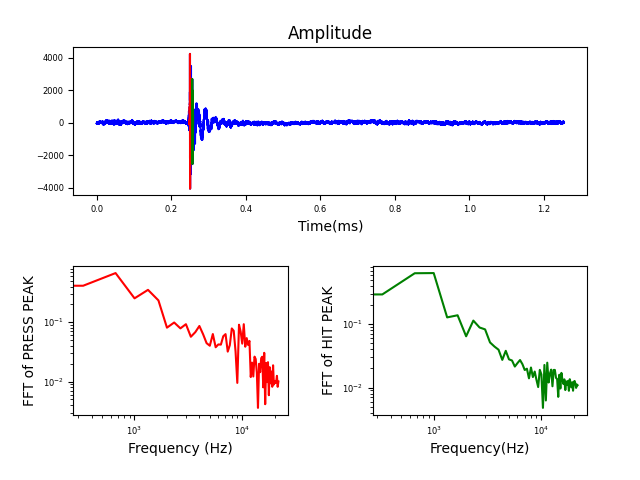 Amplitude
4000
2000
0
−2000
−4000
0.0 0.2 0.4 0.6 0.8 1.0 1.2
Time(ms)
FFT of PRESS PEAK
10⁻¹
10⁻²
10³ 10⁴
Frequency (Hz)
FFT of HIT PEAK
10⁻¹
10⁻²
10³ 10⁴
Frequency(Hz)